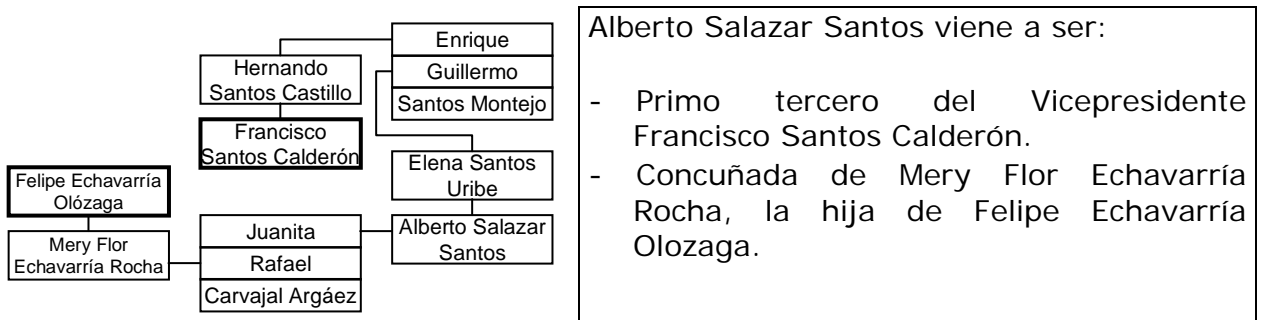 Enrique
Guillermo
Santos Montejo
Hernando
Santos Castillo
Francisco
Santos Calderón
Elena Santos
Uribe
Felipe Echavarría
Olózaga
Mery Flor
Echavarría Rocha
Juanita
Rafael
Carvajal Argáez
Alberto Salazar
Santos
Alberto Salazar Santos viene a ser:
- Primo tercero del Vicepresidente
Francisco Santos Calderón.
- Concuñada de Mery Flor Echavarría
Rocha, la hija de Felipe Echavarría
Olozaga.